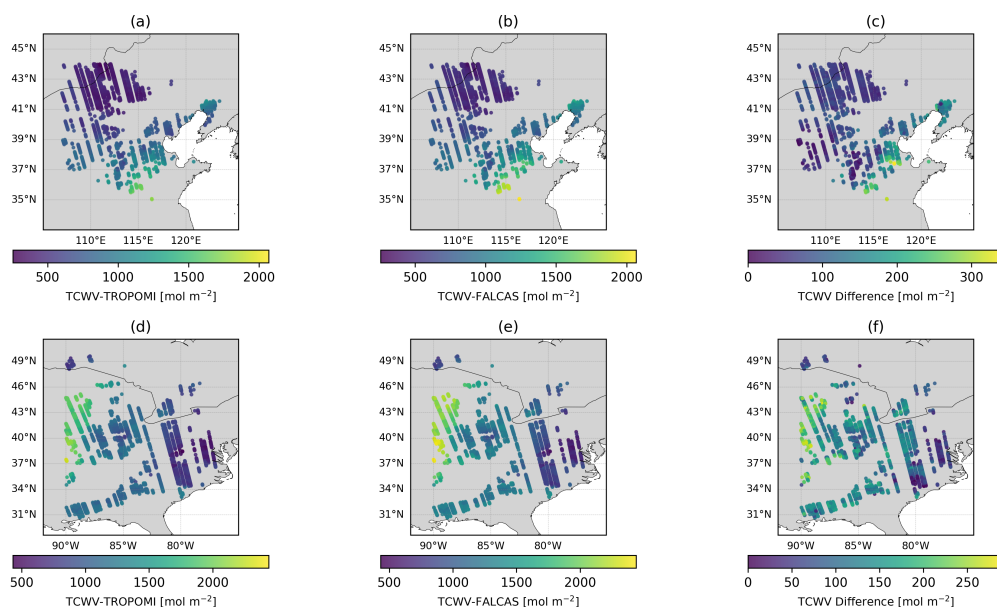 (a)
(b)
(c)
45°N
43°N
41°N
39°N
37°N
35°N
45°N
43°N
41°N
39°N
37°N
35°N
45°N
43°N
41°N
39°N
37°N
35°N
110°E 115°E 120°E
110°E 115°E 120°E
110°E 115°E 120°E
500 1000 1500 2000
500 1000 1500 2000
0 100 200 300
TCWV-TROPOMI [mol m⁻²]
TCWV-FALCAS [mol m⁻²]
TCWV Difference [mol m⁻²]
(d)
(e)
(f)
49°N
46°N
43°N
40°N
37°N
34°N
31°N
49°N
46°N
43°N
40°N
37°N
34°N
31°N
49°N
46°N
43°N
40°N
37°N
34°N
31°N
90°W 85°W 80°W
90°W 85°W 80°W
90°W 85°W 80°W
500 1000 1500 2000
500 1000 1500 2000
0 50 100 150 200 250
TCWV-TROPOMI [mol m⁻²]
TCWV-FALCAS [mol m⁻²]
TCWV Difference [mol m⁻²]